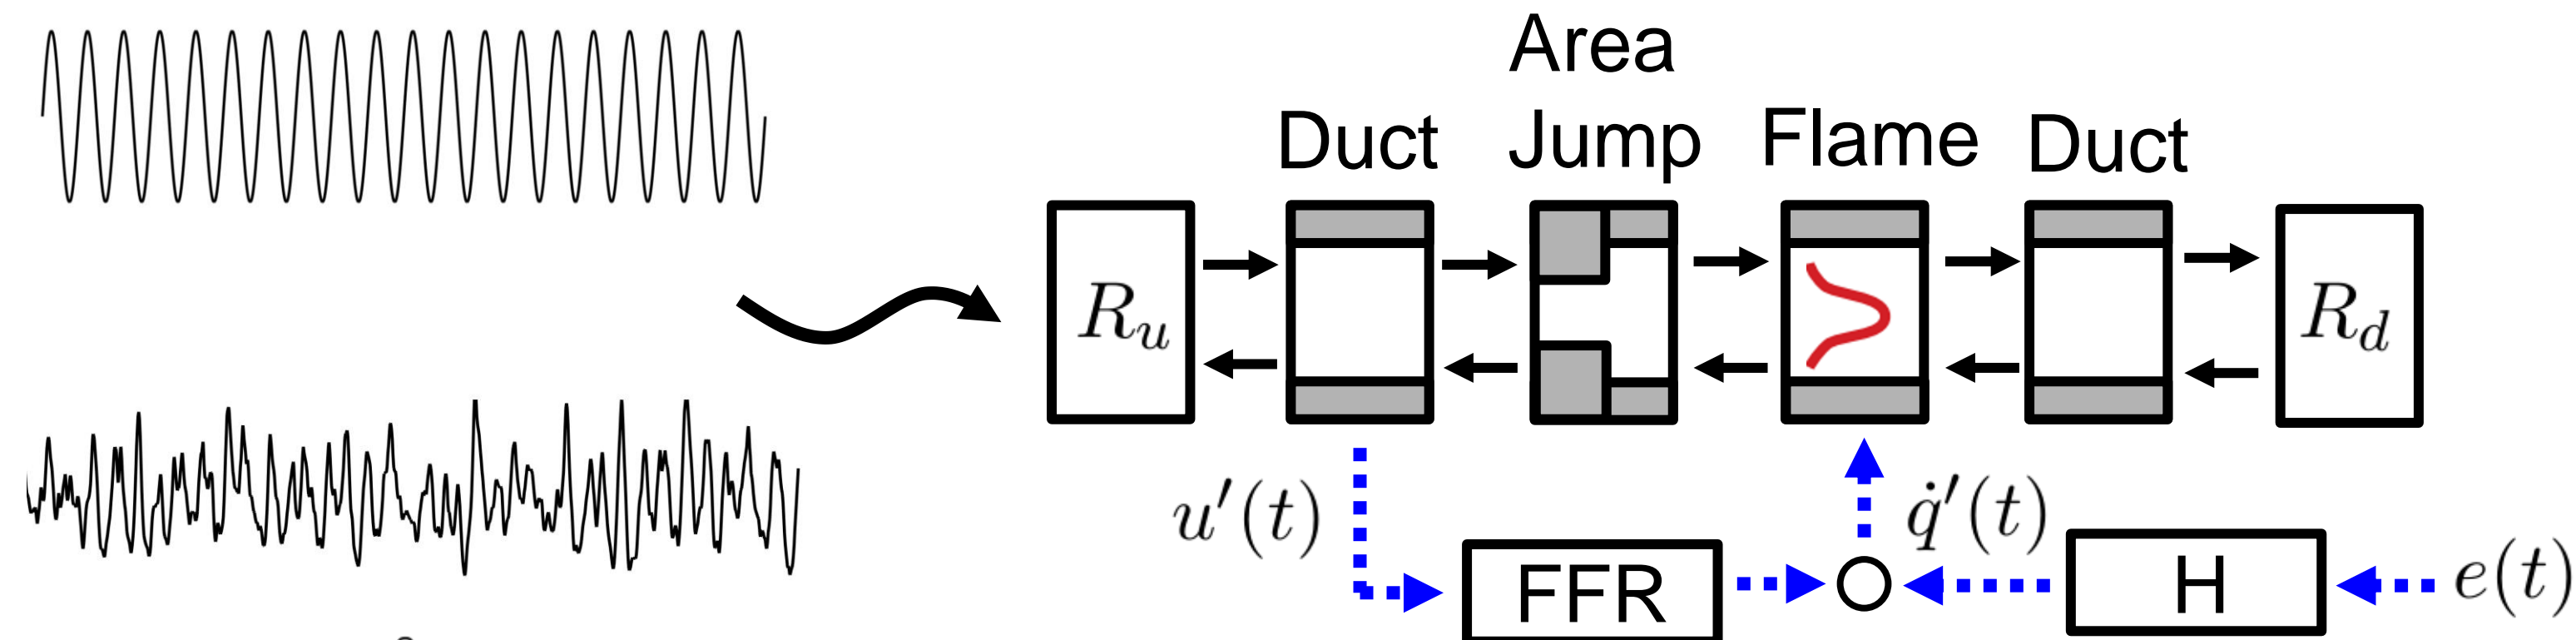 Area
Duct Jump Flame Duct
R_u R_d
u′(t) q̇′(t)
FFR H e(t)